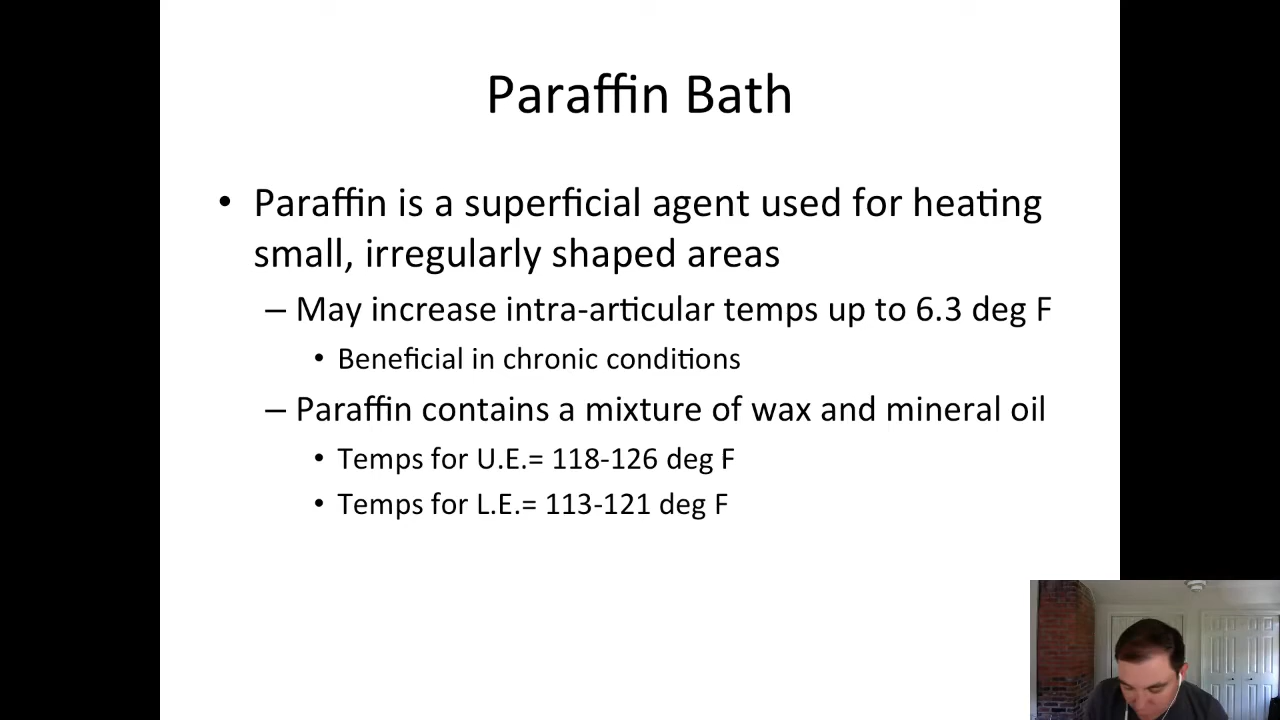 Paraffin Bath
• Paraffin is a superficial agent used for heating
small, irregularly shaped areas
– May increase intra-articular temps up to 6.3 deg F
• Beneficial in chronic conditions
– Paraffin contains a mixture of wax and mineral oil
• Temps for U.E.= 118-126 deg F
• Temps for L.E.= 113-121 deg F